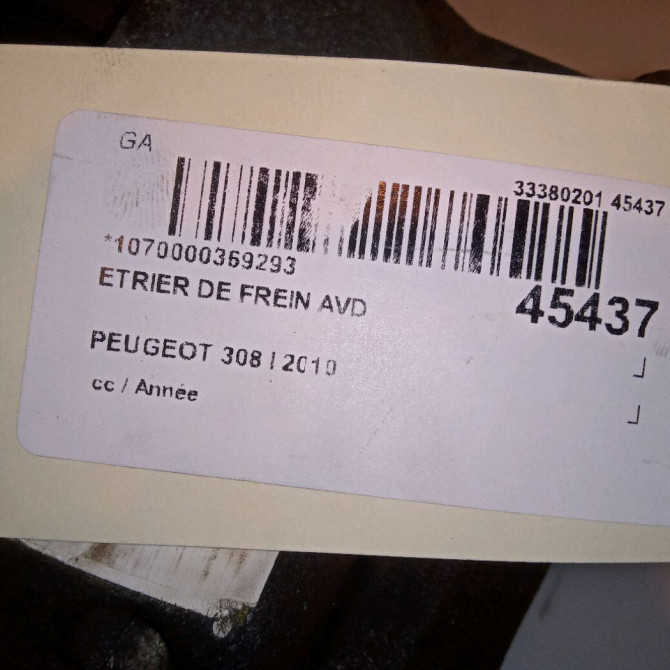 GA
33380201 45437
*1070000369293
ETRIER DE FREIN AVD
45437
PEUGEOT 308 I 2010
cc / Année